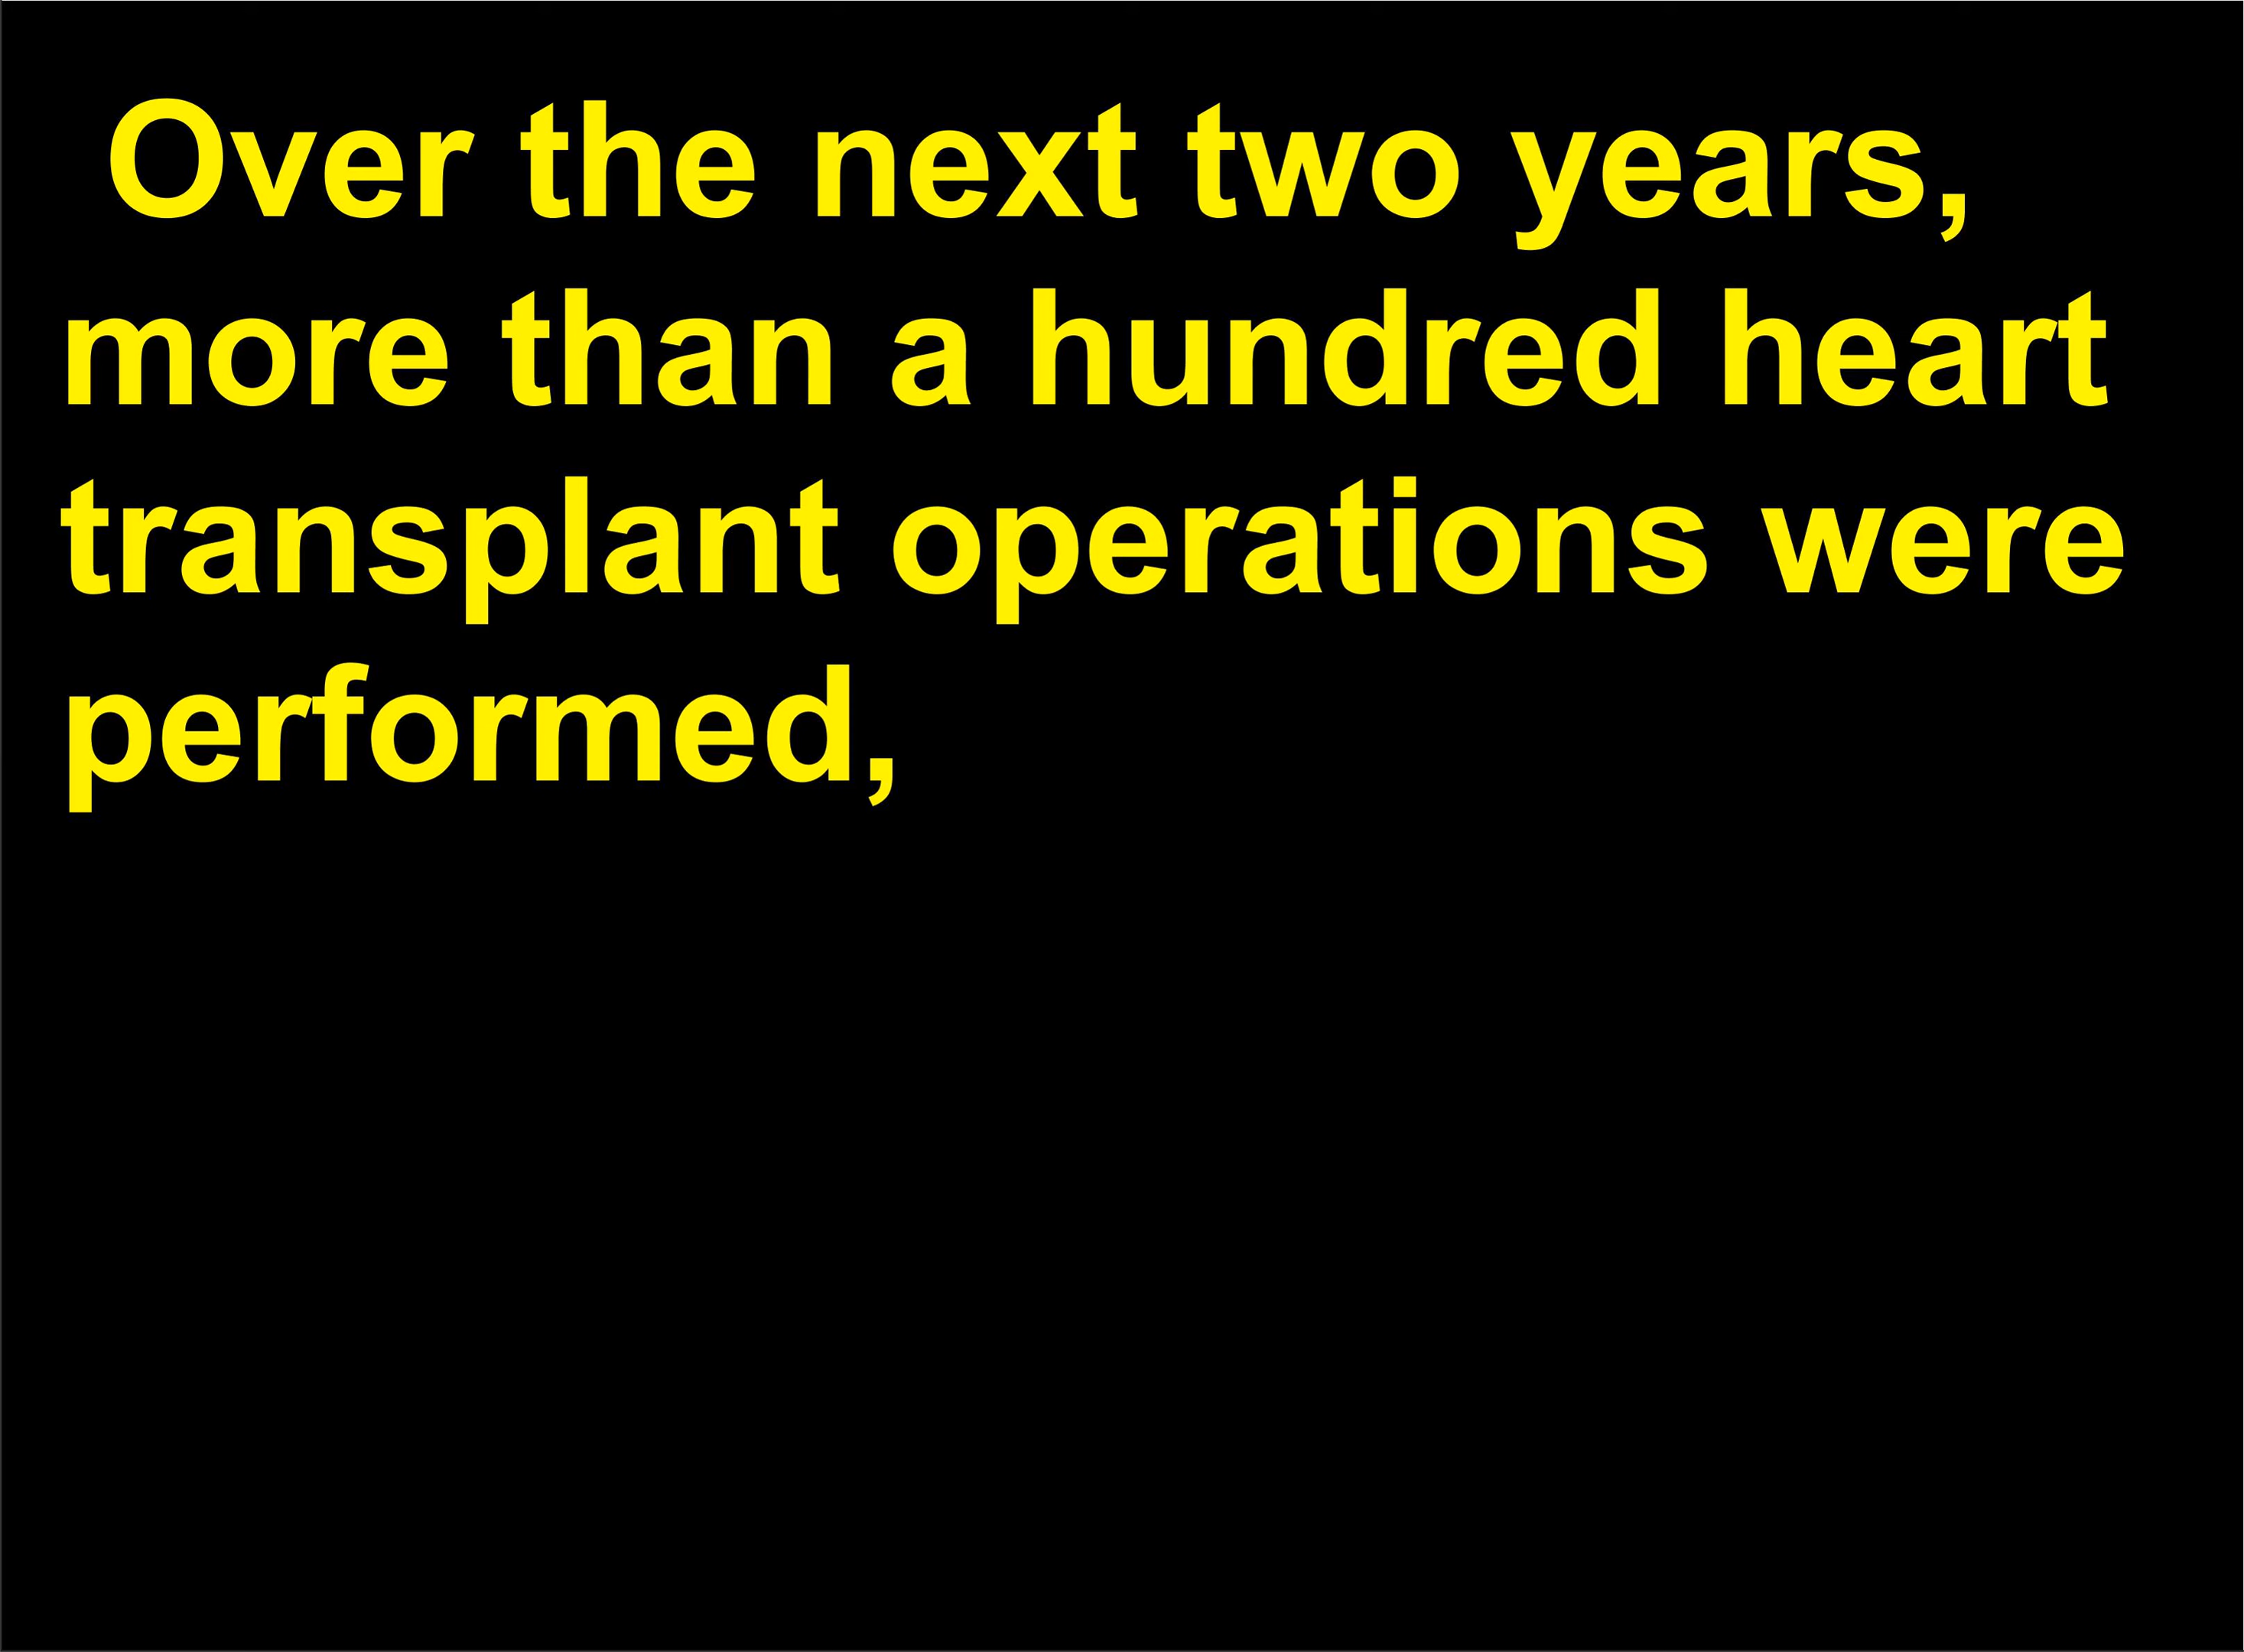 Over the next two years,
more than a hundred heart
transplant operations were
performed,